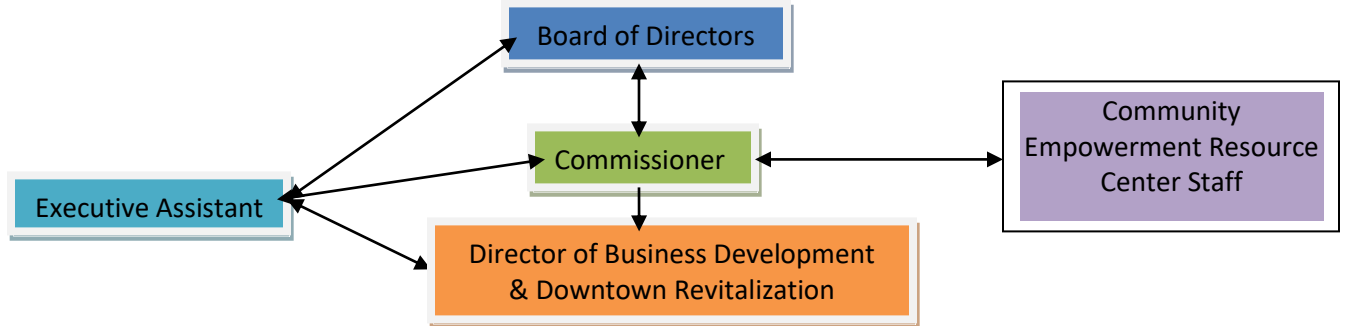 Board of Directors
Commissioner
Community
Empowerment Resource
Center Staff
Executive Assistant
Director of Business Development
& Downtown Revitalization